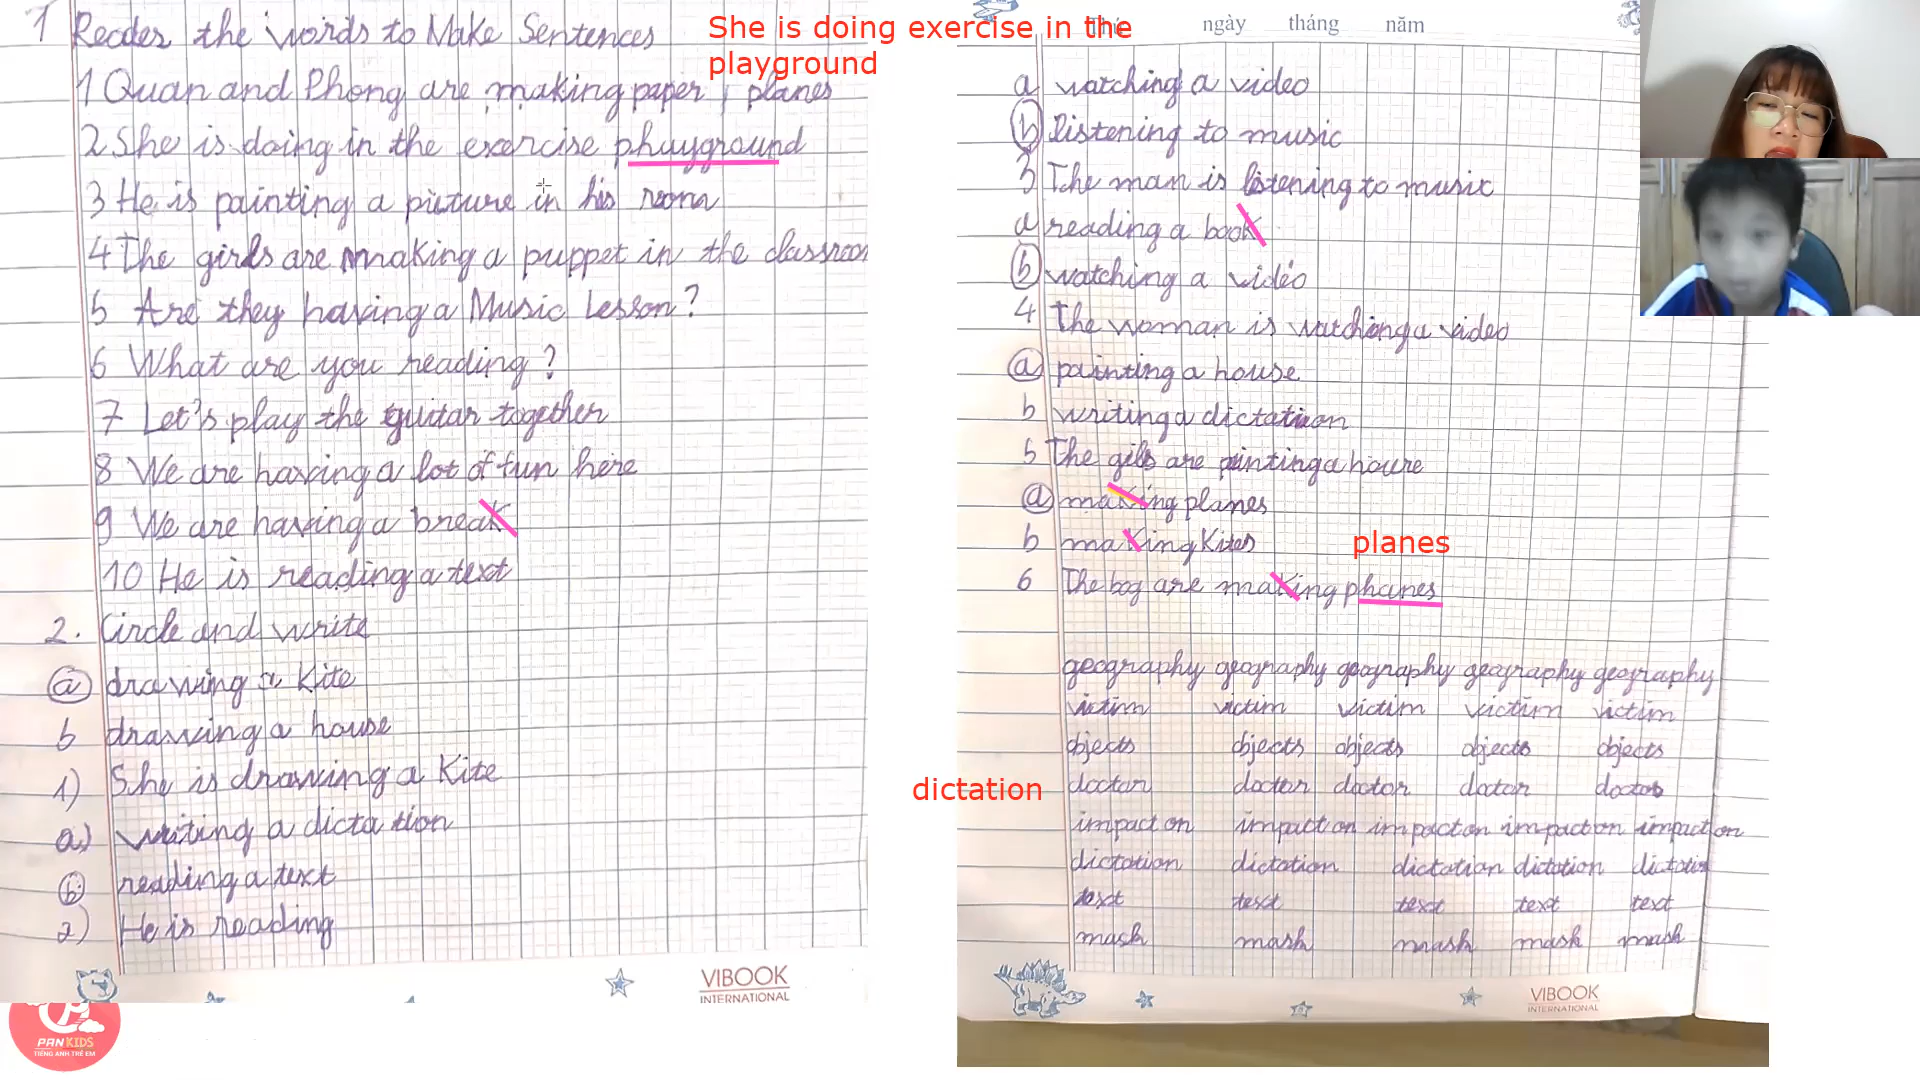 She is doing exercise in the
playground
1 Reoder the words to Make Sentences
1 Quan and Phong are making paper planes
2 She is doing in the exercise phayground
3 He is painting a picture in his room
4 The girls are making a puppet in the classroom
5 Are they having a Music Lesson?
6 What are you reading?
7 Let's play the guitar together
8 We are having a lot of fun here
9 We are having a break
10 He is reading a text
2. Circle and write
a drawing a Kite
b drawing a house
1) She is drawing a Kite
a) writing a dictation
b reading a text
2) He is reading
VIBOOK
INTERNATIONAL
PANKIDS
TIẾNG ANH TRẺ EM
ngày tháng năm
a watching a video
b listening to music
3 The man is listening to music
a reading a book
b watching a video
4 The woman is watching a video
a painting a house
b writing a dictation
5 The gils are painting a houre
a making planes
b making Kites
planes
6 The bog are making phanes
geography geography geography geography geography
victim victim victim victim victim
objects objects objects objects objects
dictation
doctor doctor doctor doctor doctor
impact on impact on impact on impact on impact on
dictation dictation dictation dictation dictation
text text text text text
mask mask mask mask mask
VIBOOK
INTERNATIONAL